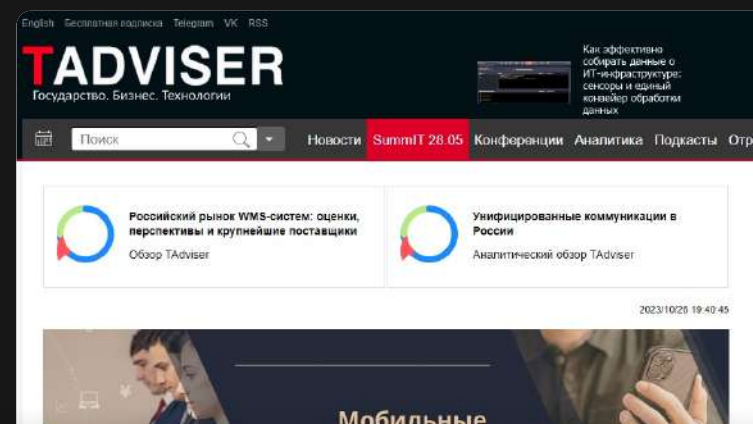 English Бесплатная подписка Telegram VK RSS
TADVISER
Государство. Бизнес. Технологии
Как эффективно
собирать данные о
ИТ-инфраструктуре:
сенсоры и единый
конвейер обработки
данных
Поиск
Новости SummIT 28.05 Конференции Аналитика Подкасты Отр
Российский рынок WMS-систем: оценки,
перспективы и крупнейшие поставщики
Обзор TAdviser
Унифицированные коммуникации в
России
Аналитический обзор TAdviser
2023/10/26 19:40:45
Мобильные